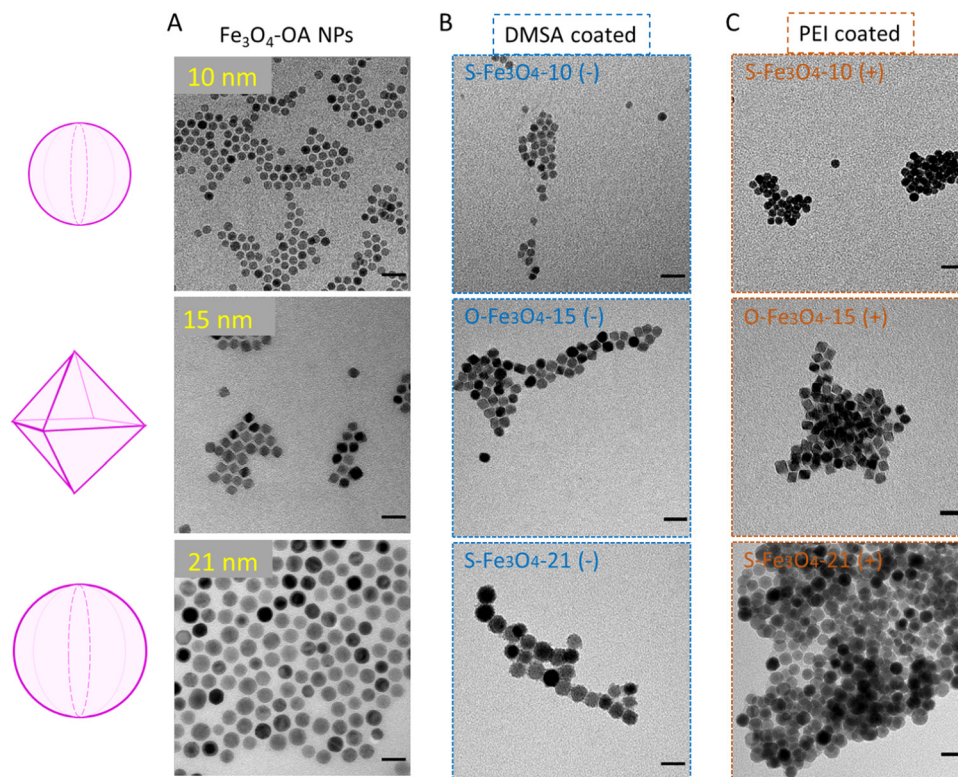 A
Fe₃O₄-OA NPs
B
DMSA coated
C
PEI coated
10 nm
S-Fe₃O₄-10 (-)
S-Fe₃O₄-10 (+)
15 nm
O-Fe₃O₄-15 (-)
O-Fe₃O₄-15 (+)
21 nm
S-Fe₃O₄-21 (-)
S-Fe₃O₄-21 (+)